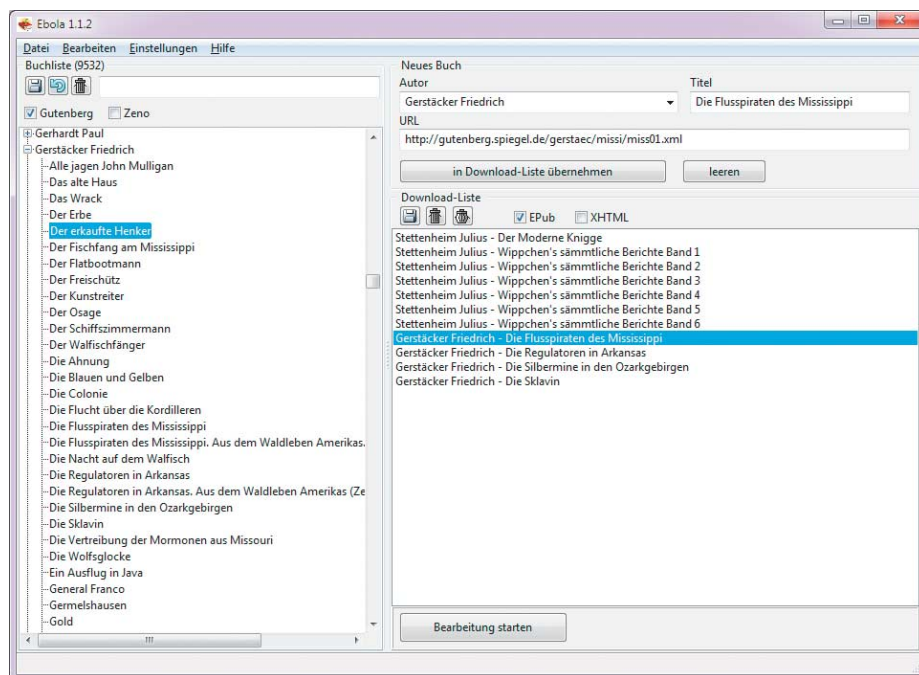 Ebola 1.1.2
Datei Bearbeiten Einstellungen Hilfe
Buchliste (9532)
Gutenberg Zeno
Gerhardt Paul
Gerstäcker Friedrich
Alle jagen John Mulligan
Das alte Haus
Das Wrack
Der Erbe
Der erkaufte Henker
Der Fischfang am Mississippi
Der Flatbootmann
Der Freischütz
Der Kunstreiter
Der Osage
Der Schiffszimmermann
Der Walfischfänger
Die Ahnung
Die Blauen und Gelben
Die Colonie
Die Flucht über die Kordilleren
Die Flusspiraten des Mississippi
Die Flusspiraten des Mississippi. Aus dem Waldleben Amerikas.
Die Nacht auf dem Walfisch
Die Regulatoren in Arkansas
Die Regulatoren in Arkansas. Aus dem Waldleben Amerikas (Ze
Die Silbermine in den Ozarkgebirgen
Die Sklavin
Die Vertreibung der Mormonen aus Missouri
Die Wolfsglocke
Ein Ausflug in Java
General Franco
Germelshausen
Gold
Neues Buch
Autor Titel
Gerstäcker Friedrich Die Flusspiraten des Mississippi
URL
http://gutenberg.spiegel.de/gerstaec/missi/miss01.xml
in Download-Liste übernehmen leeren
Download-Liste
EPub XHTML
Stettenheim Julius - Der Moderne Knigge
Stettenheim Julius - Wippchen's sämmtliche Berichte Band 1
Stettenheim Julius - Wippchen's sämmtliche Berichte Band 2
Stettenheim Julius - Wippchen's sämmtliche Berichte Band 3
Stettenheim Julius - Wippchen's sämmtliche Berichte Band 4
Stettenheim Julius - Wippchen's sämmtliche Berichte Band 5
Stettenheim Julius - Wippchen's sämmtliche Berichte Band 6
Gerstäcker Friedrich - Die Flusspiraten des Mississippi
Gerstäcker Friedrich - Die Regulatoren in Arkansas
Gerstäcker Friedrich - Die Silbermine in den Ozarkgebirgen
Gerstäcker Friedrich - Die Sklavin
Bearbeitung starten